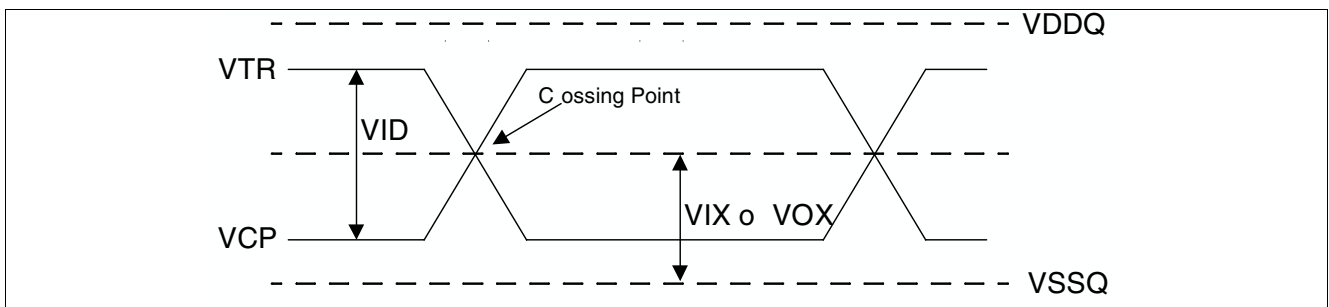 VDDQ
VTR
C ossing Point
VID
VIX o VOX
VCP
VSSQ